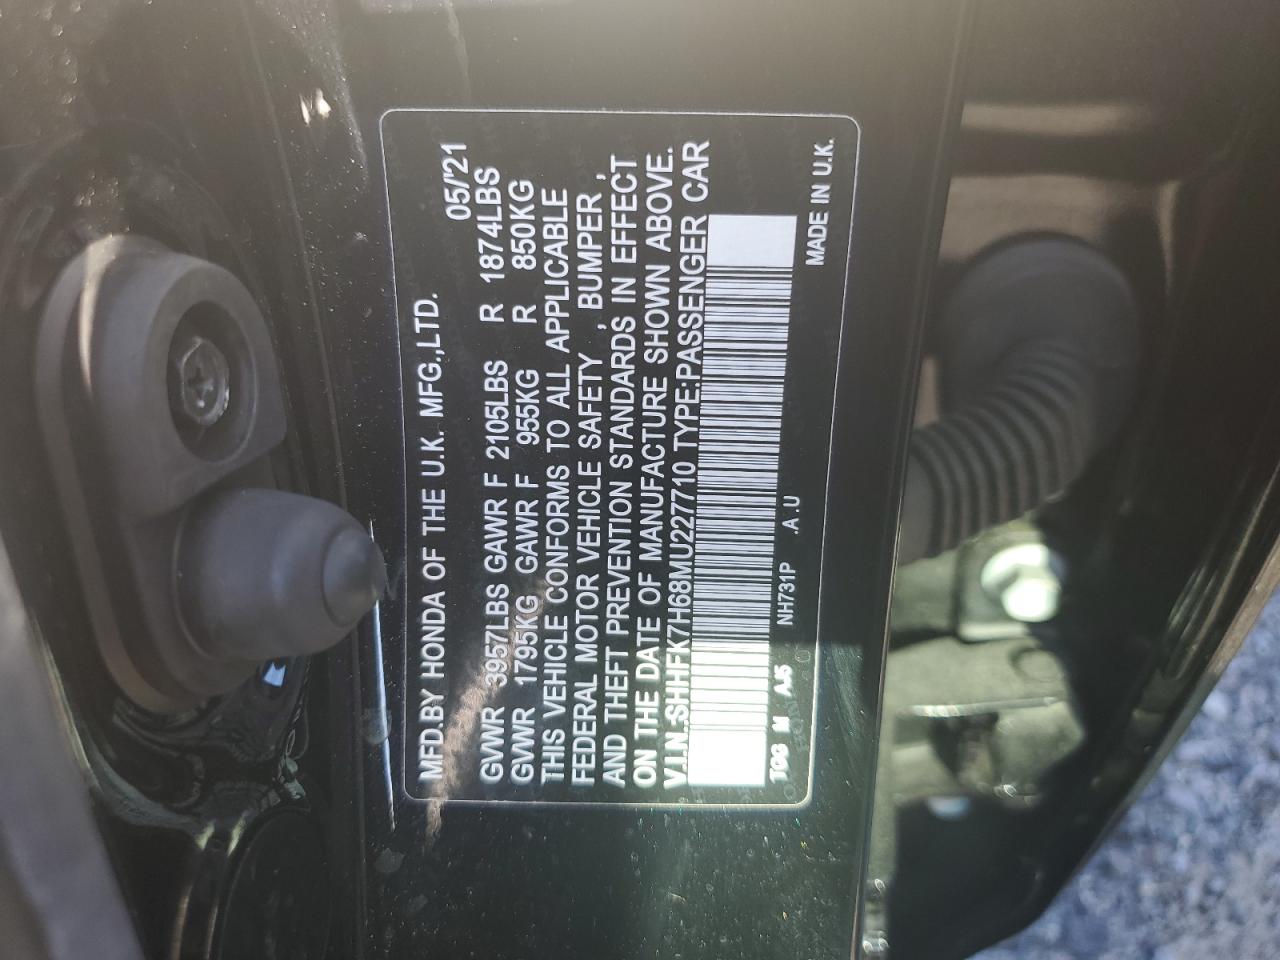 MFD.BY HONDA OF THE U.K. MFG.,LTD.
05/'21
GVWR 3957LBS GAWR F 2105LBS R 1874LBS
GVWR 1795KG GAWR F 955KG R 850KG
THIS VEHICLE CONFORMS TO ALL APPLICABLE
FEDERAL MOTOR VEHICLE SAFETY , BUMPER ,
AND THEFT PREVENTION STANDARDS IN EFFECT
ON THE DATE OF MANUFACTURE SHOWN ABOVE.
V.I.N.:SHHFK7H68MU227710 TYPE:PASSENGER CAR
TGG M AJ5 NH731P .A.U
MADE IN U.K.